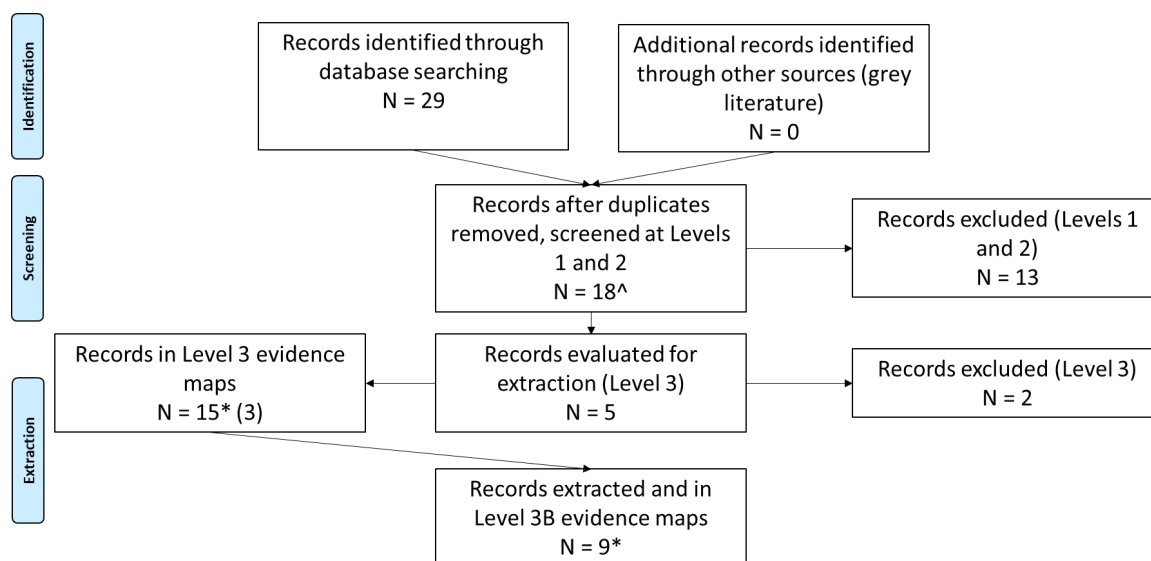 Identification
Records identified through
database searching
N = 29
Additional records identified
through other sources (grey
literature)
N = 0
Screening
Records after duplicates
removed, screened at Levels
1 and 2
N = 18^
Records excluded (Levels 1
and 2)
N = 13
Extraction
Records in Level 3 evidence
maps
N = 15* (3)
Records evaluated for
extraction (Level 3)
N = 5
Records excluded (Level 3)
N = 2
Records extracted and in
Level 3B evidence maps
N = 9*